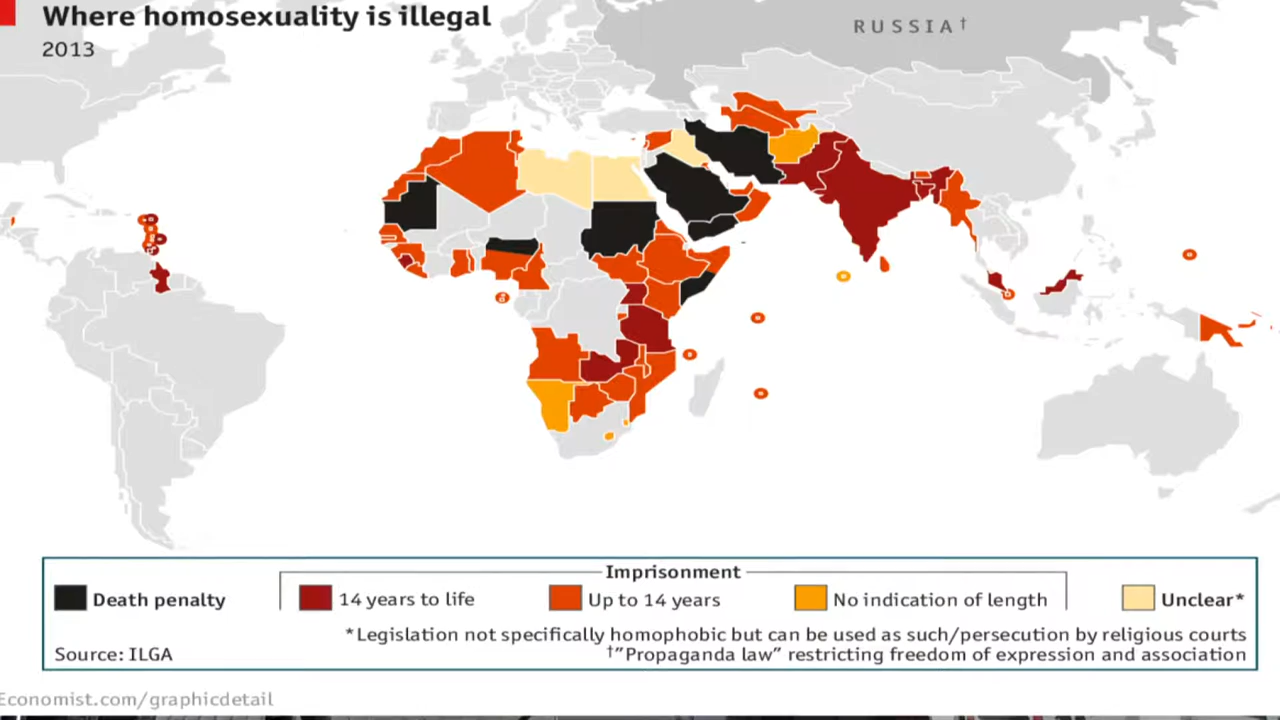 Where homosexuality is illegal
2013
RUSSIA†
Imprisonment
Death penalty
14 years to life
Up to 14 years
No indication of length
Unclear*
*Legislation not specifically homophobic but can be used as such/persecution by religious courts
Source: ILGA
†"Propaganda law" restricting freedom of expression and association
Economist.com/graphicdetail